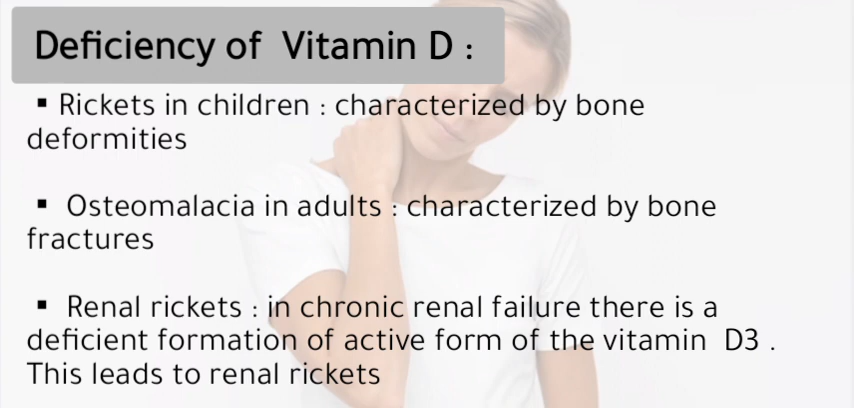 Deficiency of Vitamin D :
▪ Rickets in children : characterized by bone
deformities
▪ Osteomalacia in adults : characterized by bone
fractures
▪ Renal rickets : in chronic renal failure there is a
deficient formation of active form of the vitamin D3 .
This leads to renal rickets